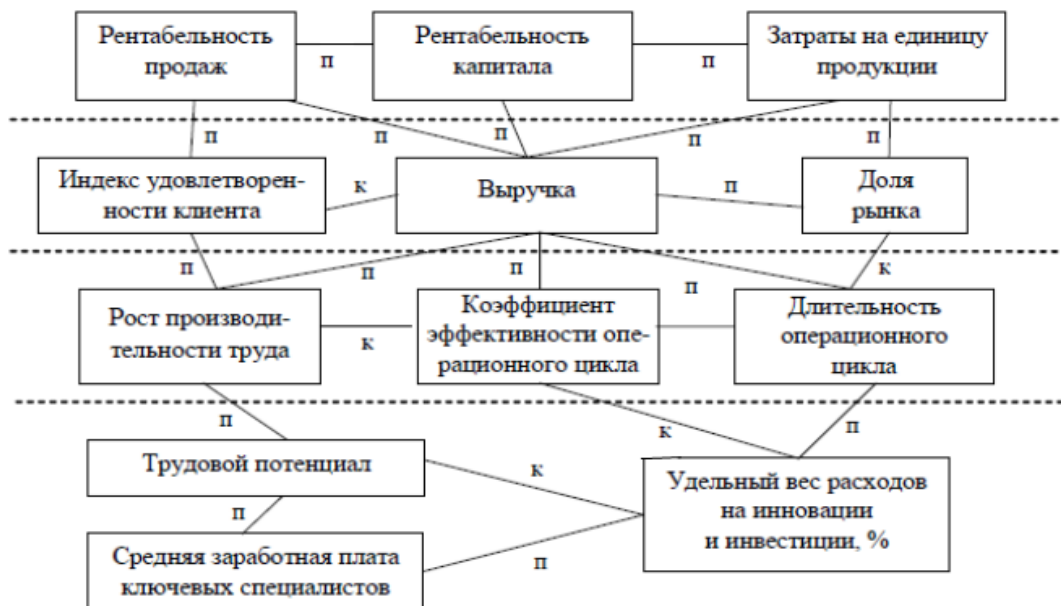 Рентабельность
продаж
п
Рентабельность
капитала
п
Затраты на единицу
продукции
п
п
п
п
п
Индекс удовлетворен-
ности клиента
к
Выручка
п
Доля
рынка
п
п
п
п
к
Рост производи-
тельности труда
к
Коэффициент
эффективности опе-
рационного цикла
Длительность
операционного
цикла
п
к
п
Трудовой потенциал
к
Удельный вес расходов
на инновации
и инвестиции, %
п
Средняя заработная плата
ключевых специалистов
п